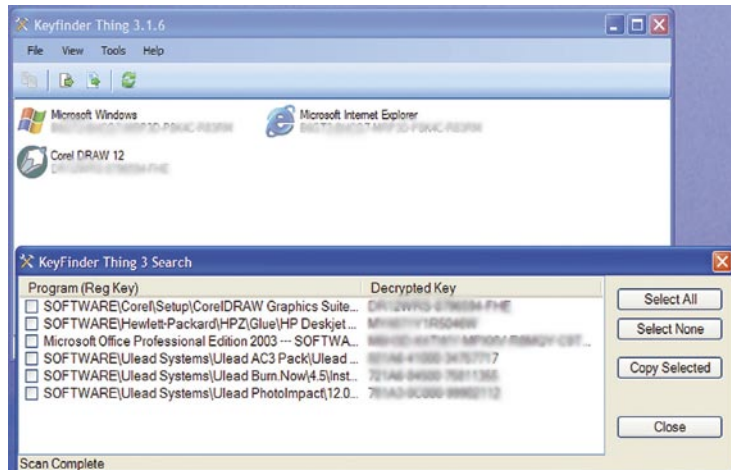 Keyfinder Thing 3.1.6
File View Tools Help
Microsoft Windows
Microsoft Internet Explorer
Corel DRAW 12
KeyFinder Thing 3 Search
Program (Reg Key) Decrypted Key
SOFTWARE\Corel\Setup\CorelDRAW Graphics Suite...
SOFTWARE\Hewlett-Packard\HPZ\Glue\HP Deskjet ...
Microsoft Office Professional Edition 2003 --- SOFTWA...
SOFTWARE\Ulead Systems\Ulead AC3 Pack\Ulead ...
SOFTWARE\Ulead Systems\Ulead Burn.Now\4.5\Inst...
SOFTWARE\Ulead Systems\Ulead PhotoImpact\12.0...
Select All
Select None
Copy Selected
Close
Scan Complete